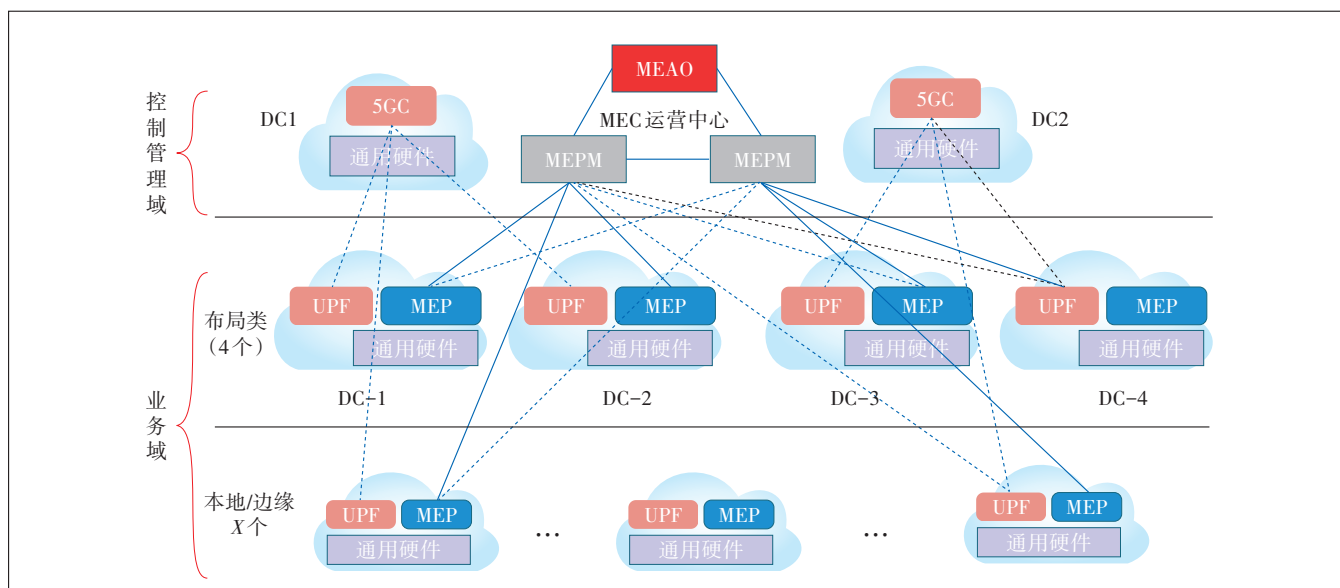 MEAO
5GC
5GC
控制管理域
DC1
MEC运营中心
DC2
通用硬件
通用硬件
MEPM
MEPM
UPF
MEP
UPF
MEP
UPF
MEP
UPF
MEP
布局类
(4个)
通用硬件
通用硬件
通用硬件
通用硬件
DC-1
DC-2
DC-3
DC-4
业务域
本地/边缘
X个
UPF
MEP
UPF
MEP
UPF
MEP
...
...
通用硬件
通用硬件
通用硬件